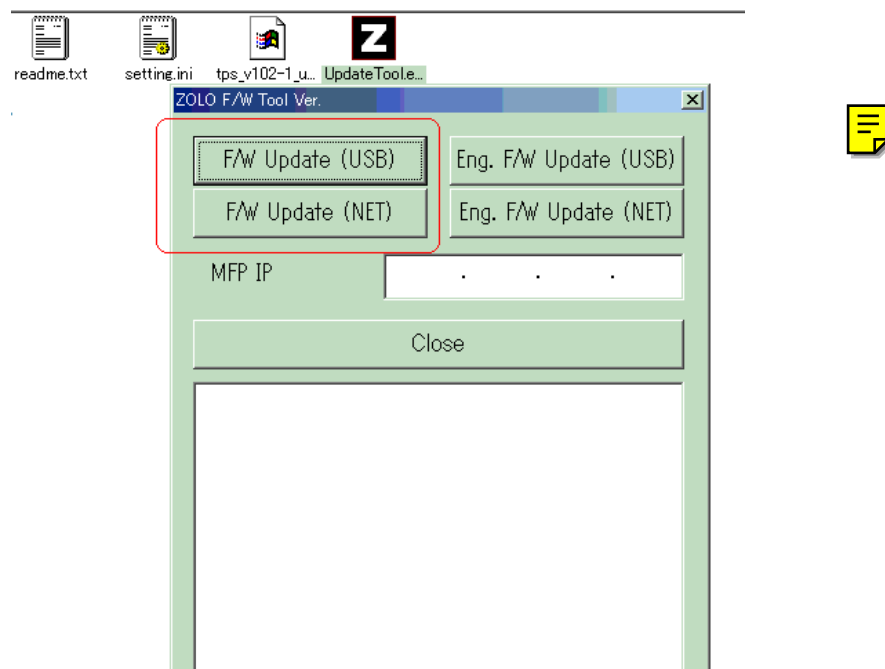 readme.txt
setting.ini
tps_v102-1_u...
UpdateTool.e...
ZOLO F/W Tool Ver.
F/W Update (USB)
Eng. F/W Update (USB)
F/W Update (NET)
Eng. F/W Update (NET)
MFP IP
. . .
Close